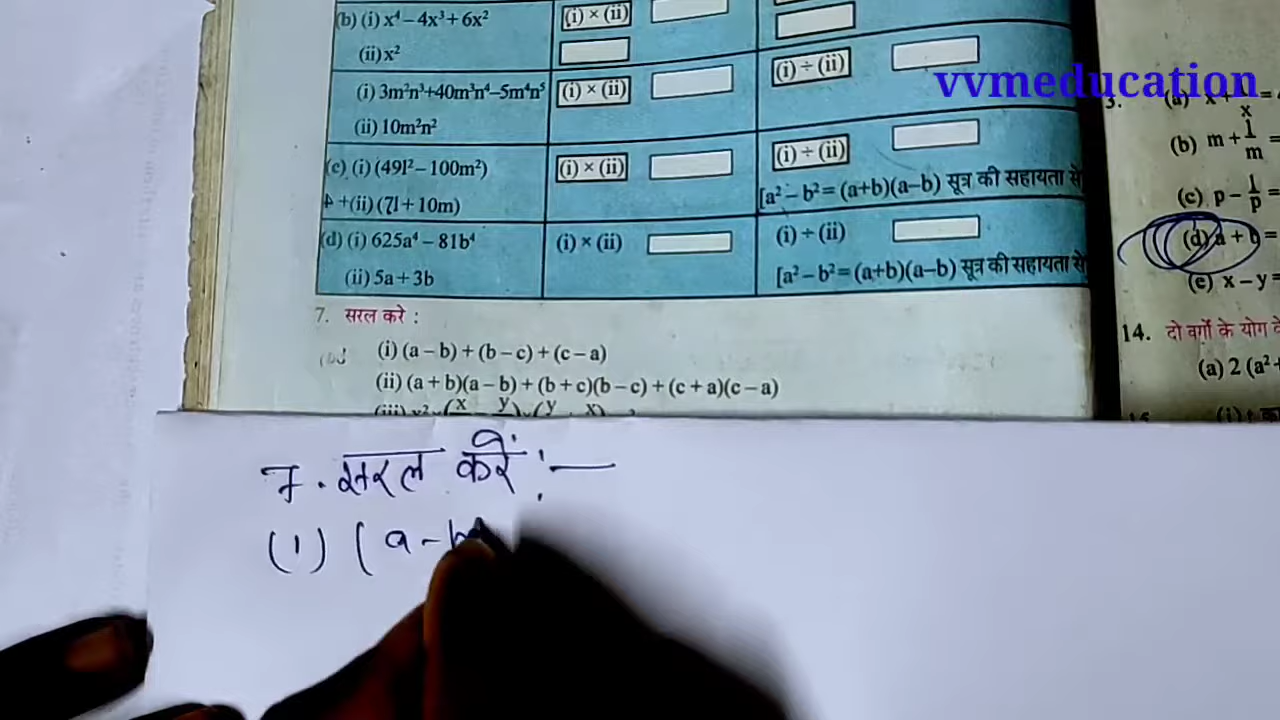 (b) (i) x⁴ – 4x³ + 6x²
(i) × (ii)
(ii) x²
(i) 3m²n³+40m³n⁴–5m⁴n⁵
(i) × (ii)
(i) ÷ (ii)
(ii) 10m²n²
(c) (i) (49l² – 100m²)
(i) × (ii)
(i) ÷ (ii)
(ii) (7l + 10m)
[a² – b² = (a+b)(a–b) सूत्र की सहायता से
(d) (i) 625a⁴ – 81b⁴
(i) × (ii)
(i) ÷ (ii)
(ii) 5a + 3b
[a² – b² = (a+b)(a–b) सूत्र की सहायता से
7. सरल करे :
(i) (a – b) + (b – c) + (c – a)
(ii) (a + b)(a – b) + (b + c)(b – c) + (c + a)(c – a)
vvmeducation
3. (a) x + 1/x =
(b) m + 1/m =
(c) p – 1/p =
(d) a + b =
(e) x – y =
14. दो वर्गों के योग
(a) 2 (a² +
7. सरल करें :—
(i) (a – b